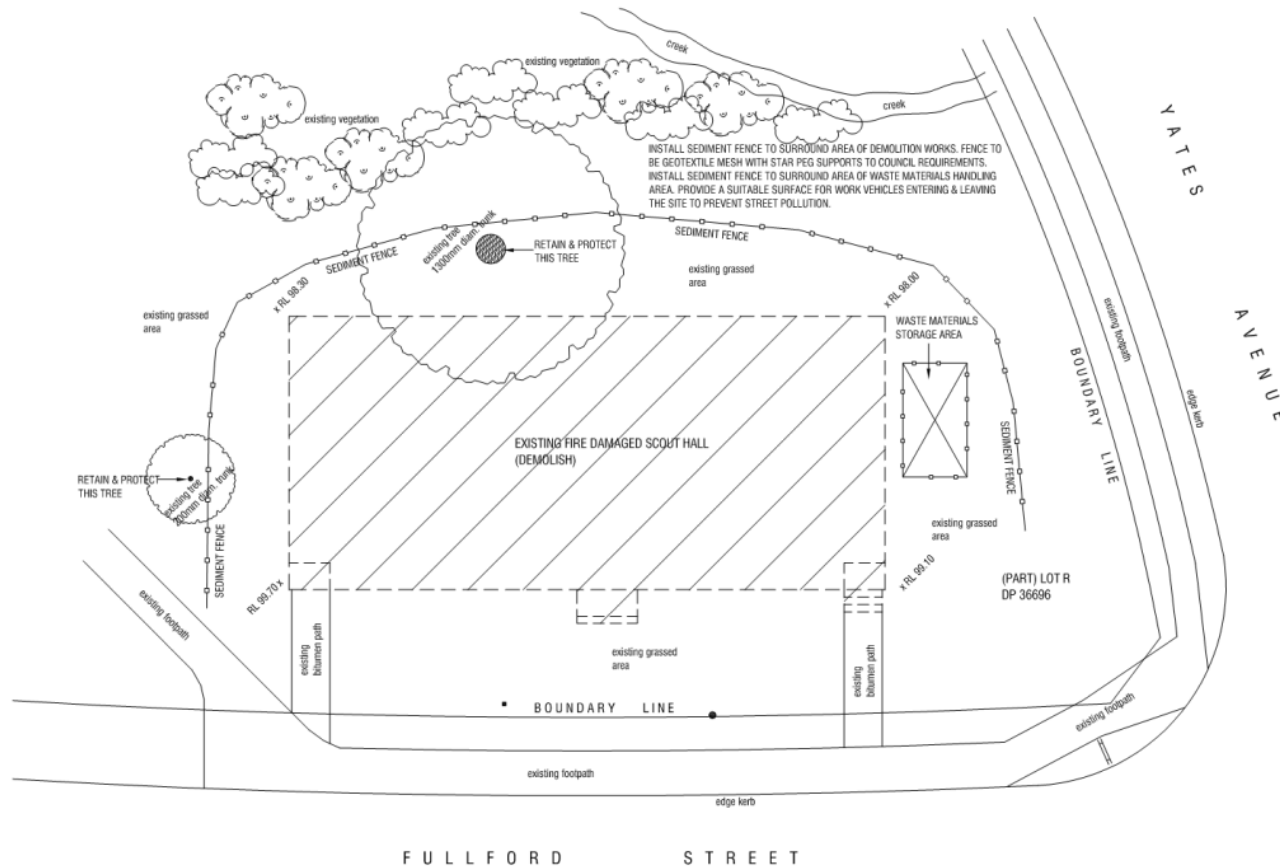 creek
existing vegetation
creek
existing vegetation
YATES
AVENUE
INSTALL SEDIMENT FENCE TO SURROUND AREA OF DEMOLITION WORKS. FENCE TO
BE GEOTEXTILE MESH WITH STAR PEG SUPPORTS TO COUNCIL REQUIREMENTS.
INSTALL SEDIMENT FENCE TO SURROUND AREA OF WASTE MATERIALS HANDLING
AREA. PROVIDE A SUITABLE SURFACE FOR WORK VEHICLES ENTERING & LEAVING
THE SITE TO PREVENT STREET POLLUTION.
existing tree
1300mm diam. trunk
RETAIN & PROTECT
THIS TREE
SEDIMENT FENCE
SEDIMENT FENCE
existing grassed
area
x RL 98.30
x RL 98.00
existing grassed
area
WASTE MATERIALS
STORAGE AREA
existing footpath
BOUNDARY LINE
edge kerb
EXISTING FIRE DAMAGED SCOUT HALL
(DEMOLISH)
SEDIMENT FENCE
RETAIN & PROTECT
THIS TREE
existing tree
200mm diam. trunk
SEDIMENT FENCE
existing grassed
area
RL 99.70 x
x RL 99.10
(PART) LOT R
DP 36696
existing footpath
existing
bitumen path
existing grassed
area
existing
bitumen path
BOUNDARY LINE
existing footpath
existing footpath
edge kerb
FULLFORD STREET